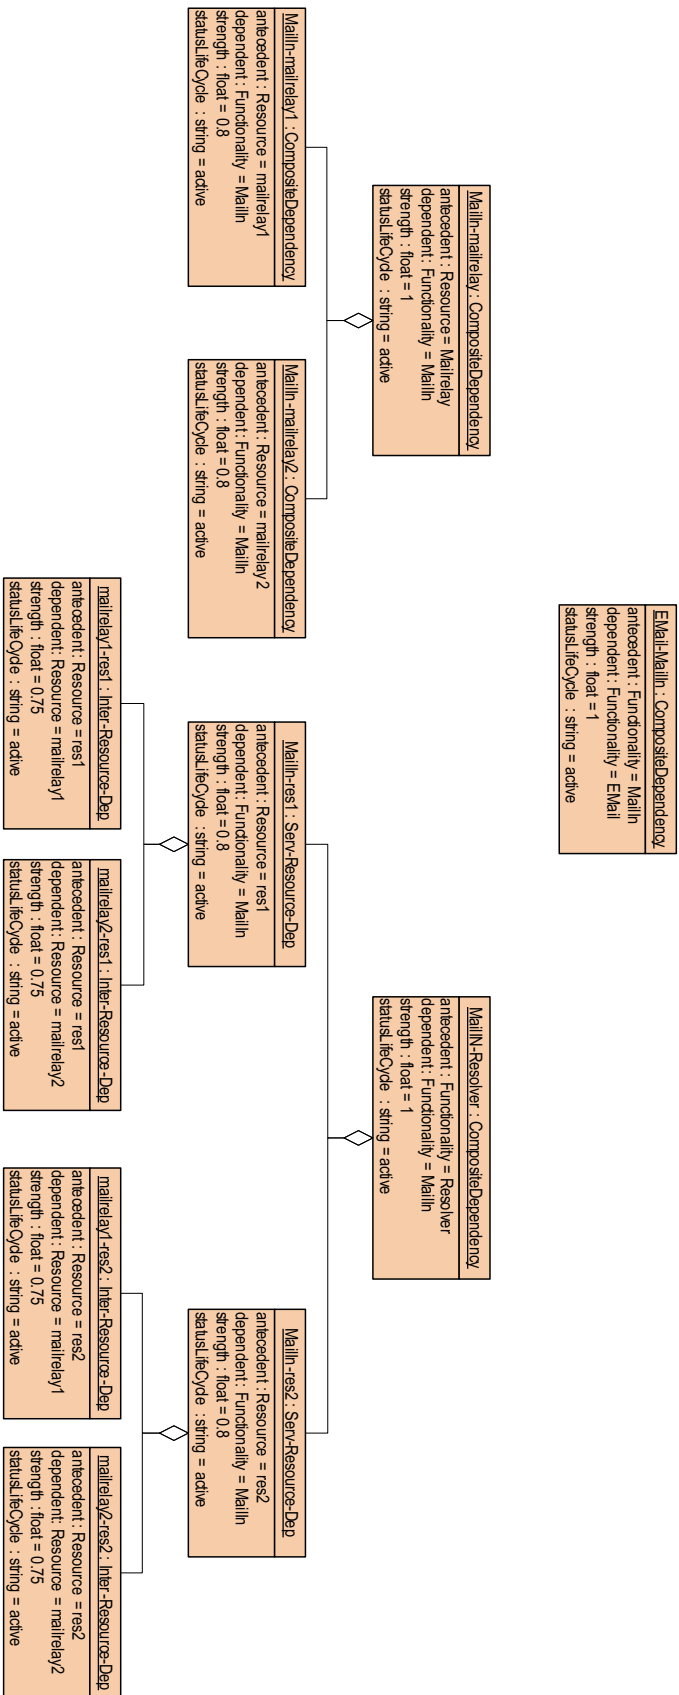 EMail-MailIn : CompositeDependency
antecedent : Functionality = MailIn
dependent : Functionality = EMail
strength : float = 1
statusLifeCycle : string = active
MailIn-mailrelay : CompositeDependency
antecedent : Resource = Mailrelay
dependent : Functionality = MailIn
strength : float = 1
statusLifeCycle : string = active
MailIN-Resolver : CompositeDependency
antecedent : Functionality = Resolver
dependent : Functionality = MailIn
strength : float = 1
statusLifeCycle : string = active
MailIn-mailrelay1 : CompositeDependency
antecedent : Resource = mailrelay1
dependent : Functionality = MailIn
strength : float = 0.8
statusLifeCycle : string = active
MailIn-mailrelay2 : CompositeDependency
antecedent : Resource = mailrelay2
dependent : Functionality = MailIn
strength : float = 0.8
statusLifeCycle : string = active
MailIn-res1 : Serv-Resource-Dep
antecedent : Resource = res1
dependent : Functionality = MailIn
strength : float = 0.8
statusLifeCycle : string = active
MailIn-res2 : Serv-Resource-Dep
antecedent : Resource = res2
dependent : Functionality = MailIn
strength : float = 0.8
statusLifeCycle : string = active
mailrelay1-res1 : Inter-Resource-Dep
antecedent : Resource = res1
dependent : Resource = mailrelay1
strength : float = 0.75
statusLifeCycle : string = active
mailrelay2-res1 : Inter-Resource-Dep
antecedent : Resource = res1
dependent : Resource = mailrelay2
strength : float = 0.75
statusLifeCycle : string = active
mailrelay1-res2 : Inter-Resource-Dep
antecedent : Resource = res2
dependent : Resource = mailrelay1
strength : float = 0.75
statusLifeCycle : string = active
mailrelay2-res2 : Inter-Resource-Dep
antecedent : Resource = res2
dependent : Resource = mailrelay2
strength : float = 0.75
statusLifeCycle : string = active